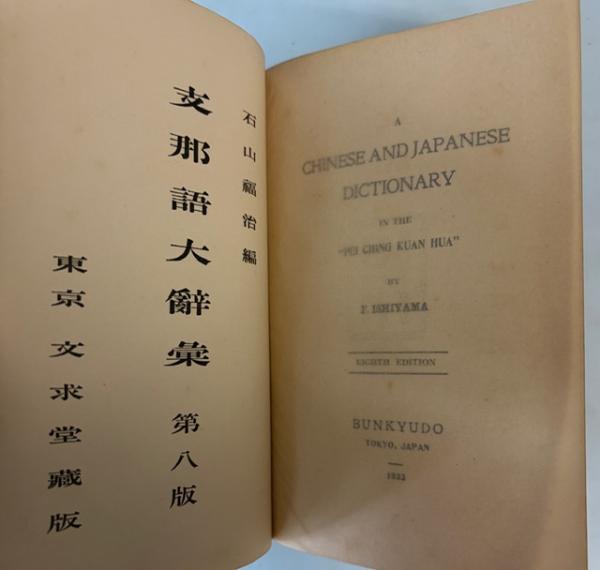 石山福治編
支那語大辭彙 第八版
東京 文求堂藏版
A
CHINESE AND JAPANESE
DICTIONARY
IN THE
"PEI CHING KUAN HUA"
BY
F. ISHIYAMA
EIGHTH EDITION
BUNKYUDO
TOKYO, JAPAN
1933